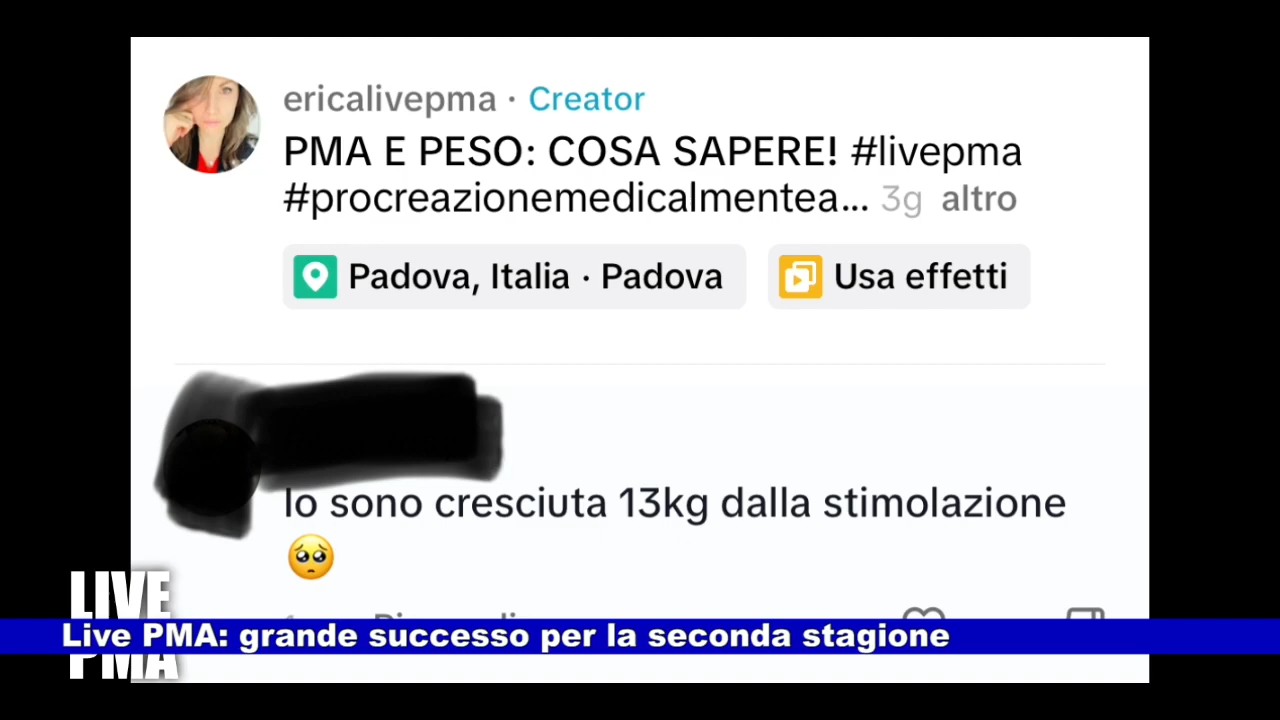 ericalivepma · Creator
PMA E PESO: COSA SAPERE! #livepma
#procreazionemedicalmentea... 3g altro
Padova, Italia · Padova
Usa effetti
Io sono cresciuta 13kg dalla stimolazione
🥺
LIVE
Live PMA: grande successo per la seconda stagione
PMA